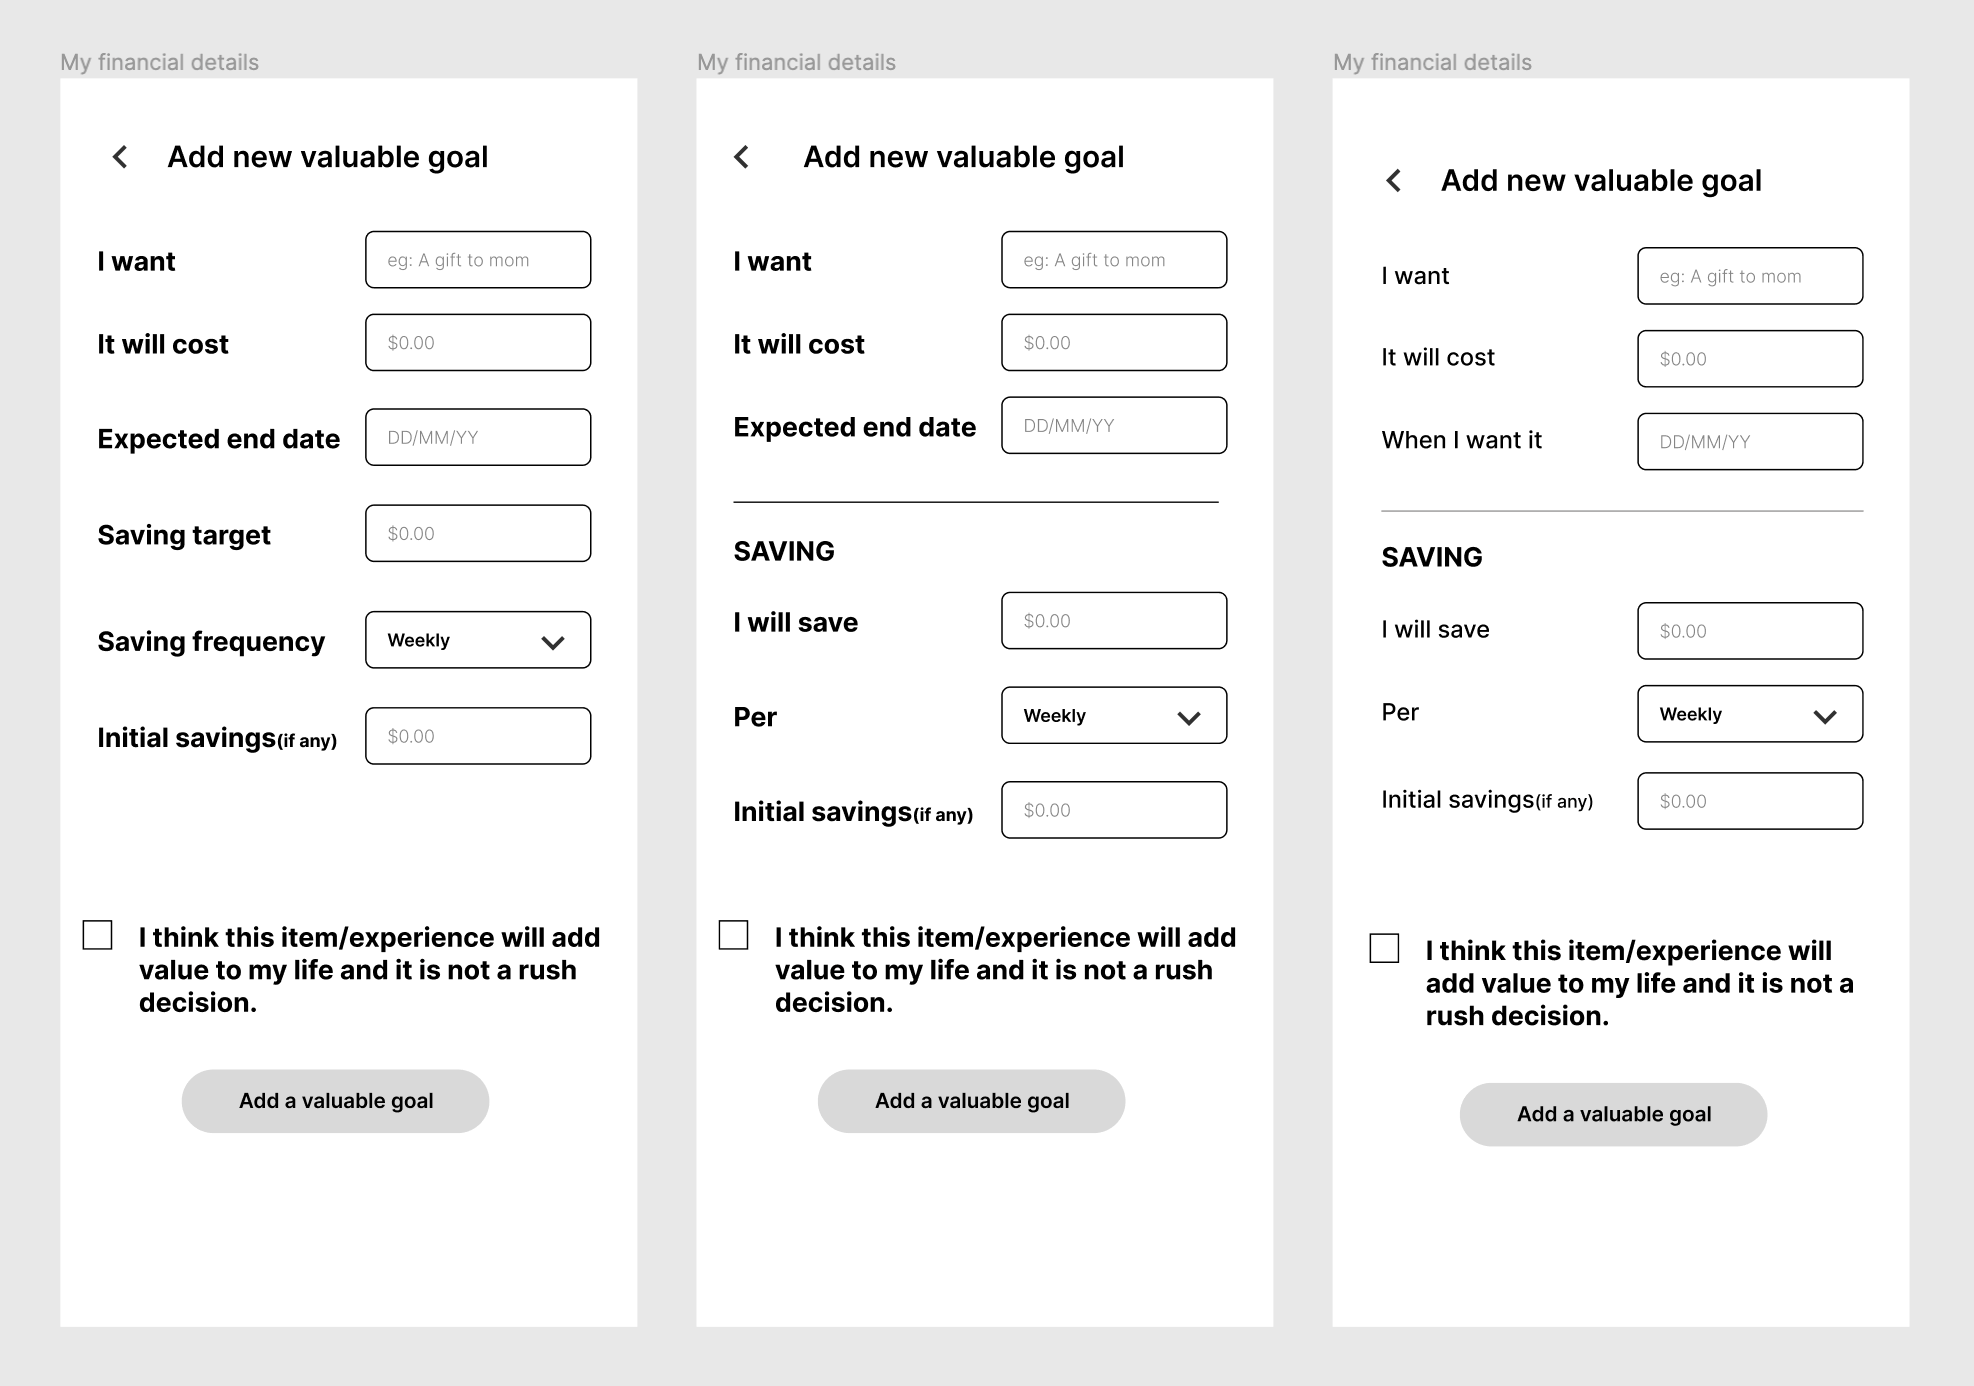 My financial details
Add new valuable goal
I want
eg: A gift to mom
It will cost
$0.00
Expected end date
DD/MM/YY
Saving target
$0.00
Saving frequency
Weekly
Initial savings(if any)
$0.00
I think this item/experience will add
value to my life and it is not a rush
decision.
Add a valuable goal
My financial details
Add new valuable goal
I want
eg: A gift to mom
It will cost
$0.00
Expected end date
DD/MM/YY
SAVING
I will save
$0.00
Per
Weekly
Initial savings(if any)
$0.00
I think this item/experience will add
value to my life and it is not a rush
decision.
Add a valuable goal
My financial details
Add new valuable goal
I want
eg: A gift to mom
It will cost
$0.00
When I want it
DD/MM/YY
SAVING
I will save
$0.00
Per
Weekly
Initial savings(if any)
$0.00
I think this item/experience will
add value to my life and it is not a
rush decision.
Add a valuable goal